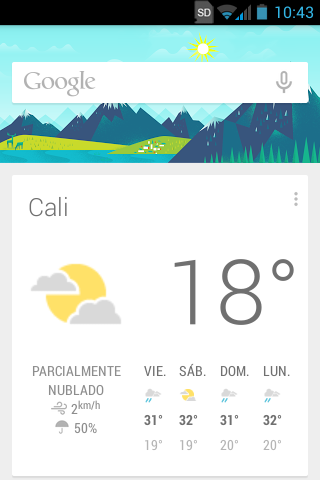 SD 10:43
Google
Cali
18°
PARCIALMENTE
NUBLADO
2km/h
50%
VIE. SÁB. DOM. LUN.
31° 32° 31° 32°
19° 19° 20° 20°